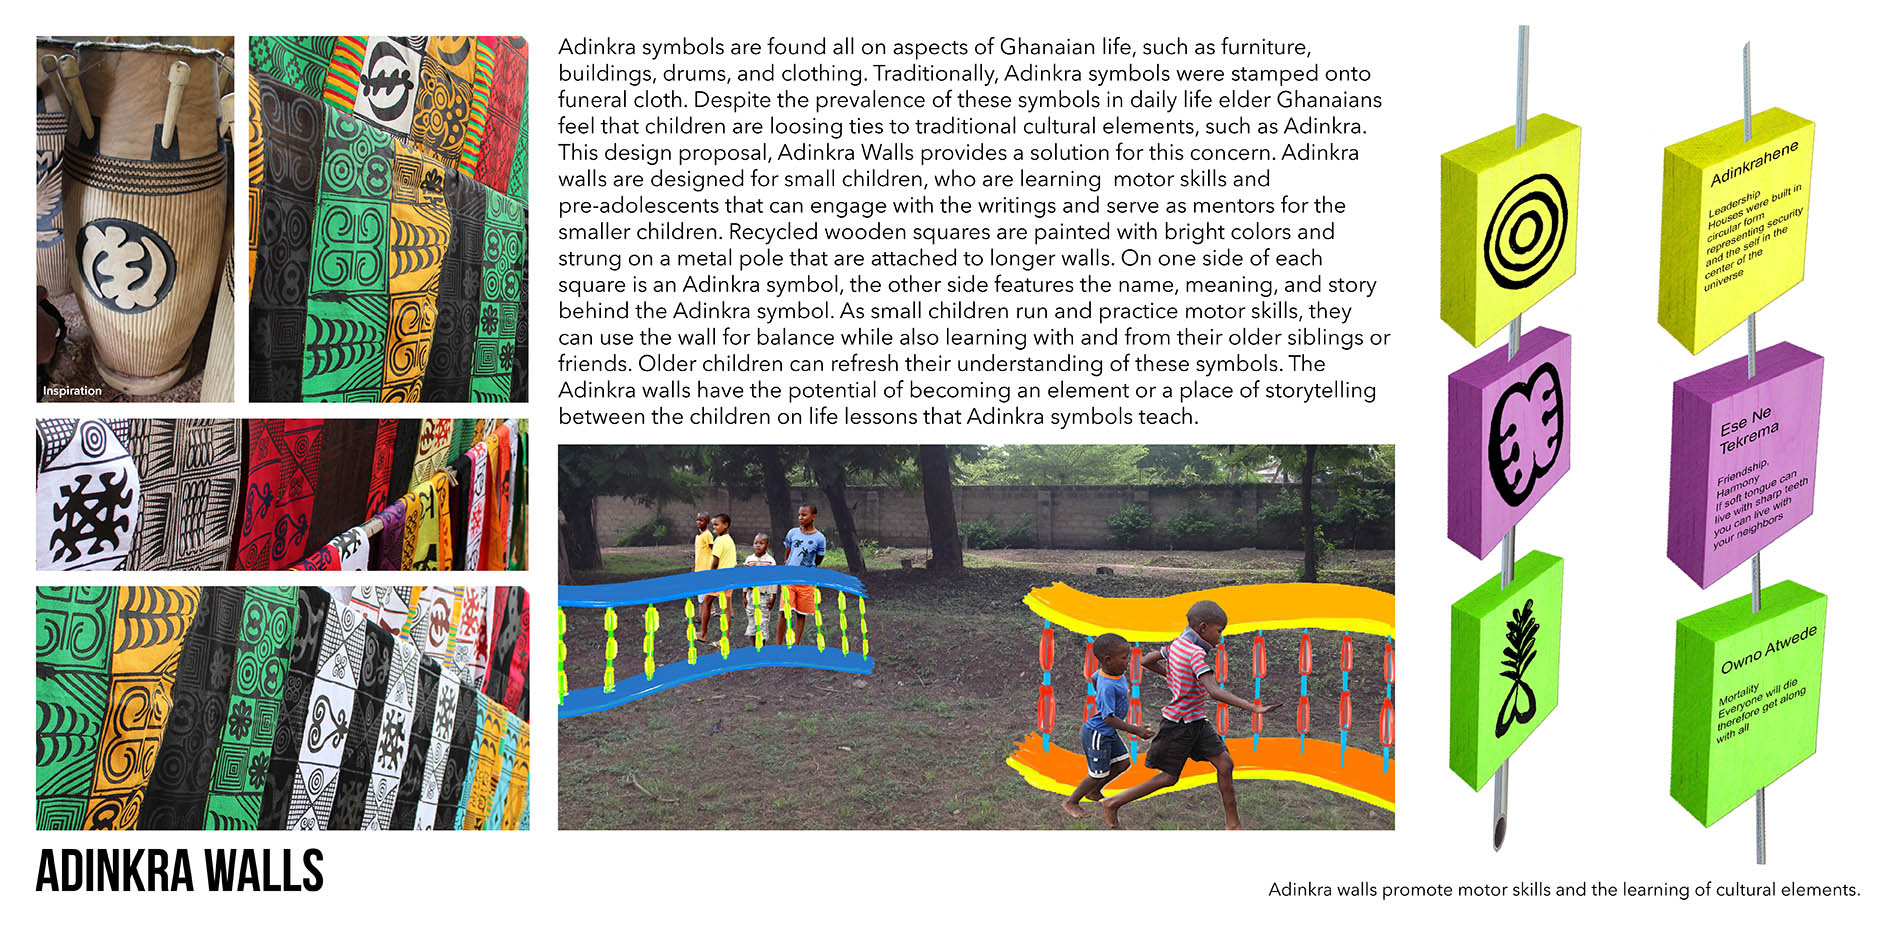 Inspiration
Adinkra symbols are found all on aspects of Ghanaian life, such as furniture,
buildings, drums, and clothing. Traditionally, Adinkra symbols were stamped onto
funeral cloth. Despite the prevalence of these symbols in daily life elder Ghanaians
feel that children are loosing ties to traditional cultural elements, such as Adinkra.
This design proposal, Adinkra Walls provides a solution for this concern. Adinkra
walls are designed for small children, who are learning  motor skills and
pre-adolescents that can engage with the writings and serve as mentors for the
smaller children. Recycled wooden squares are painted with bright colors and
strung on a metal pole that are attached to longer walls. On one side of each
square is an Adinkra symbol, the other side features the name, meaning, and story
behind the Adinkra symbol. As small children run and practice motor skills, they
can use the wall for balance while also learning with and from their older siblings or
friends. Older children can refresh their understanding of these symbols. The
Adinkra walls have the potential of becoming an element or a place of storytelling
between the children on life lessons that Adinkra symbols teach.
Adinkrahene
Leadership
Houses were built in
circular form
representing security
and the self in the
center of the
universe
Ese Ne
Tekrema
Friendship,
Harmony
If soft tongue can
live with sharp teeth
you can live with
your neighbors
Owno Atwede
Mortality
Everyone will die
therefore get along
with all
ADINKRA WALLS
Adinkra walls promote motor skills and the learning of cultural elements.